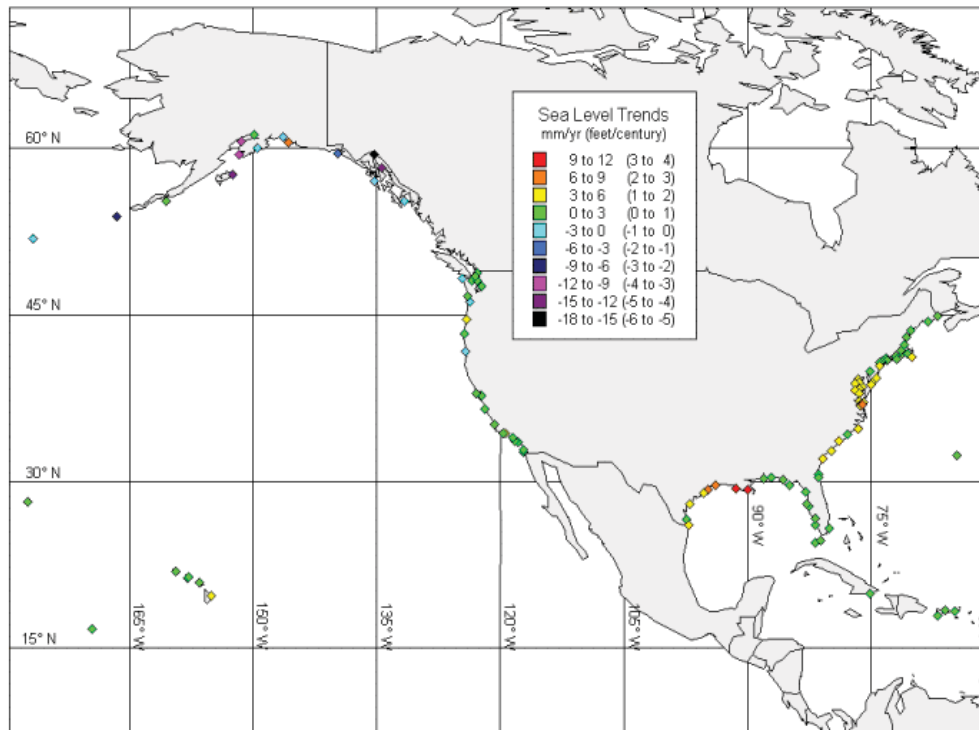 Sea Level Trends
mm/yr (feet/century)
9 to 12 (3 to 4)
6 to 9 (2 to 3)
3 to 6 (1 to 2)
0 to 3 (0 to 1)
-3 to 0 (-1 to 0)
-6 to -3 (-2 to -1)
-9 to -6 (-3 to -2)
-12 to -9 (-4 to -3)
-15 to -12 (-5 to -4)
-18 to -15 (-6 to -5)
60° N
45° N
30° N
15° N
165° W
150° W
135° W
120° W
105° W
90° W
75° W